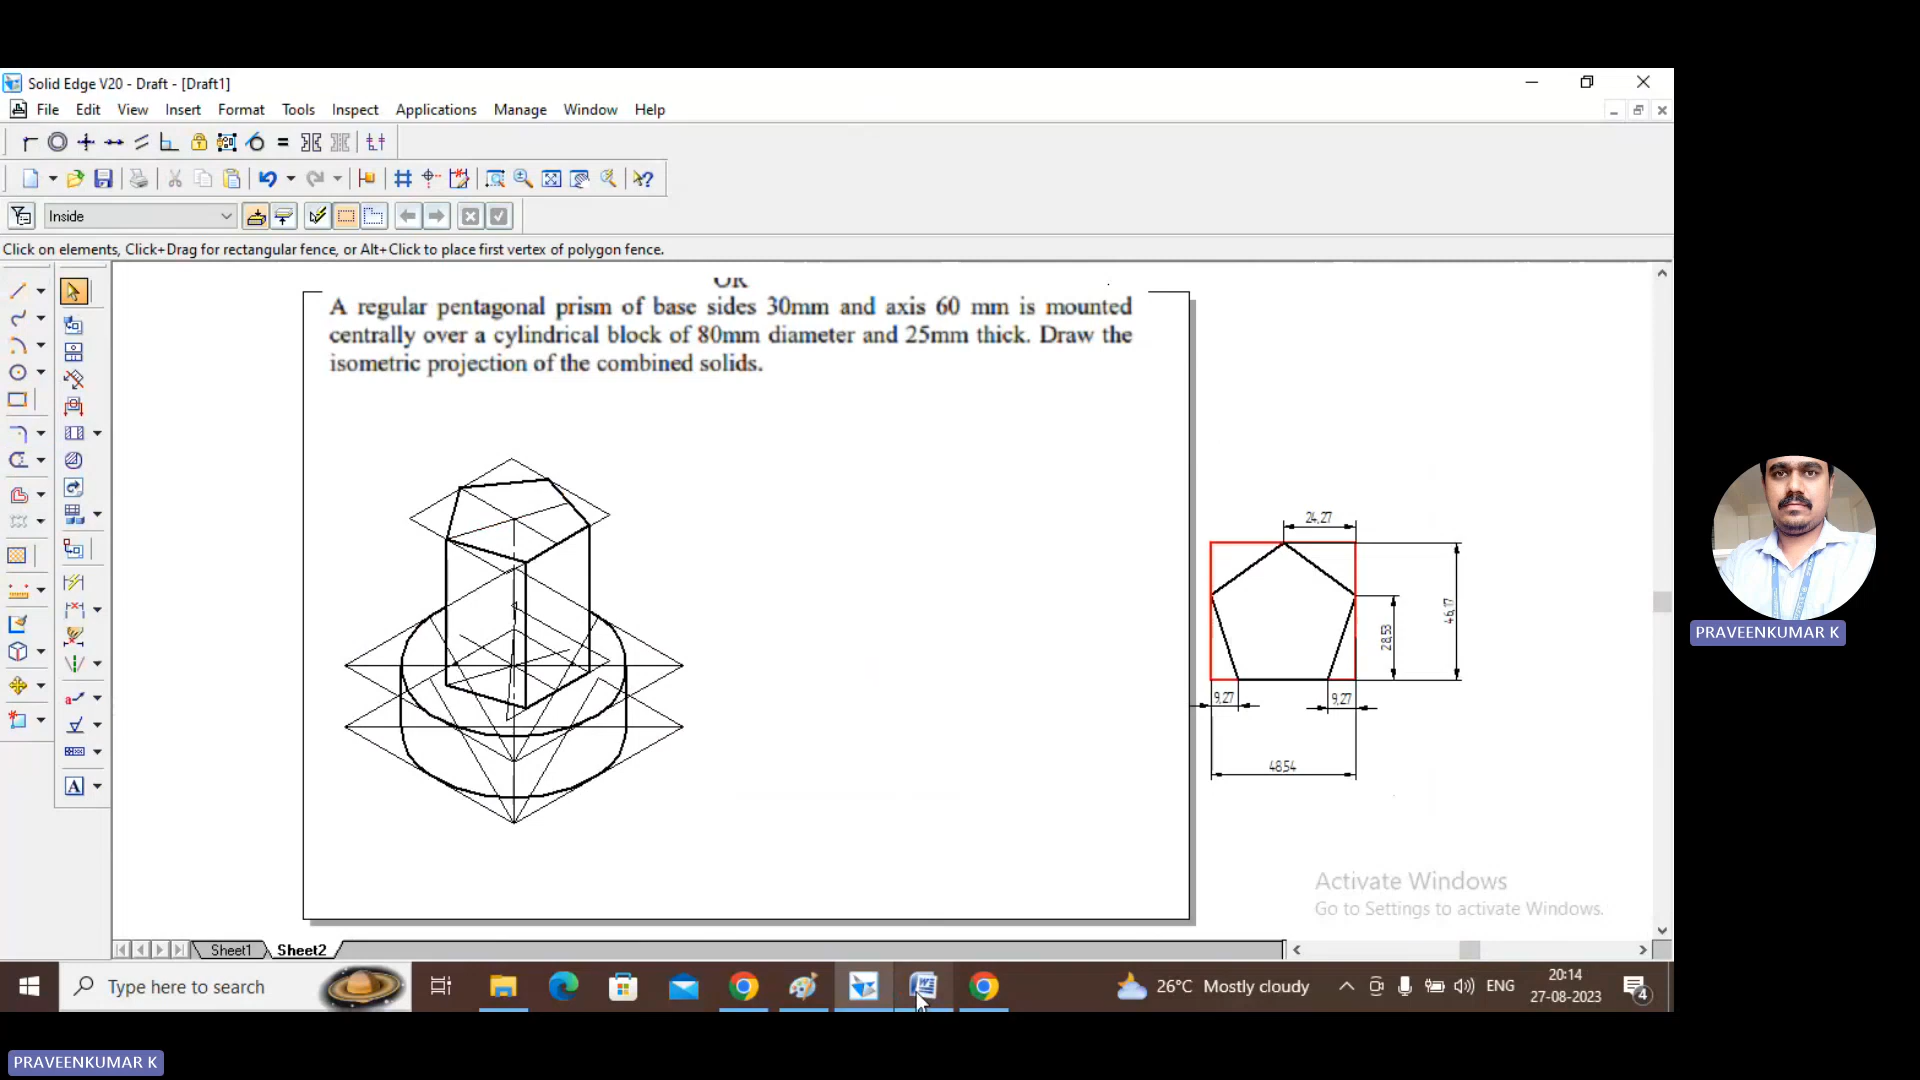 Solid Edge V20 - Draft - [Draft1]
File Edit View Insert Format Tools Inspect Applications Manage Window Help
Inside
Click on elements, Click+Drag for rectangular fence, or Alt+Click to place first vertex of polygon fence.
OR
A regular pentagonal prism of base sides 30mm and axis 60 mm is mounted
centrally over a cylindrical block of 80mm diameter and 25mm thick. Draw the
isometric projection of the combined solids.
24,27
46,17
28,53
9,27
9,27
48,54
PRAVEENKUMAR K
A
Activate Windows
Go to Settings to activate Windows.
Sheet1 Sheet2
Type here to search
26°C Mostly cloudy
ENG
20:14
27-08-2023
4
PRAVEENKUMAR K